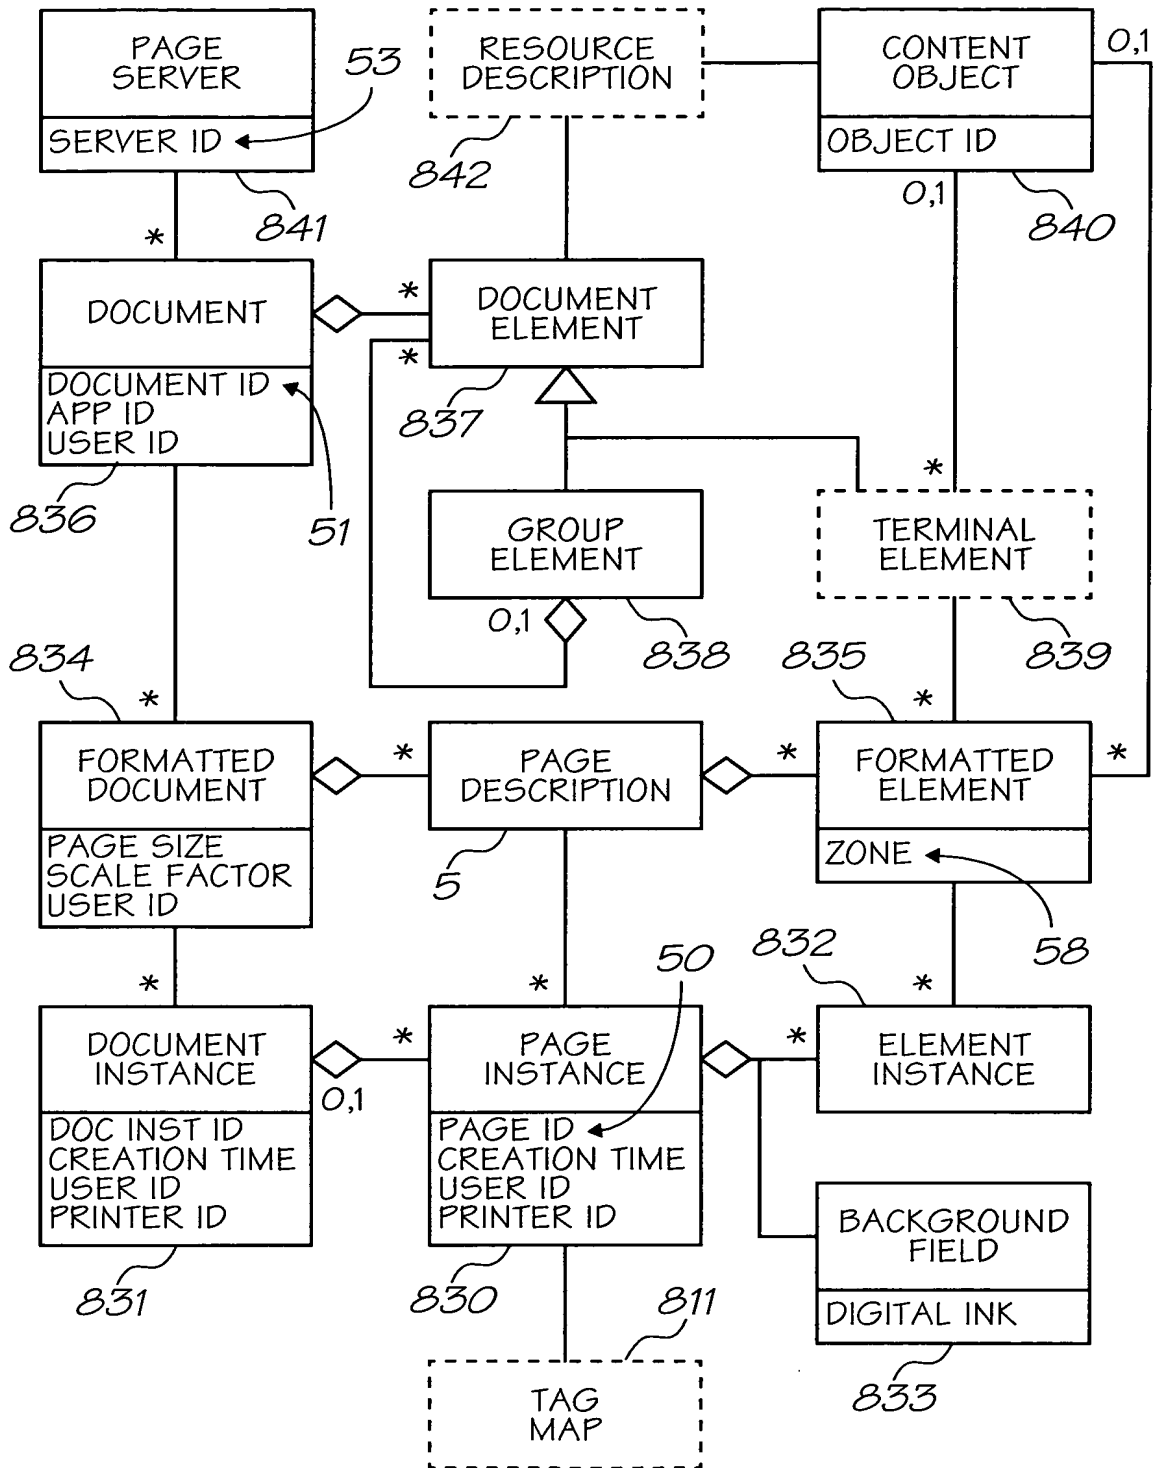 PAGE
SERVER
SERVER ID
53
841
RESOURCE
DESCRIPTION
842
CONTENT
OBJECT
OBJECT ID
0,1
0,1
840
*
DOCUMENT
DOCUMENT ID
APP ID
USER ID
836
51
*
*
DOCUMENT
ELEMENT
837
GROUP
ELEMENT
0,1
838
*
TERMINAL
ELEMENT
839
834
*
FORMATTED
DOCUMENT
PAGE SIZE
SCALE FACTOR
USER ID
*
PAGE
DESCRIPTION
5
835
*
*
*
FORMATTED
ELEMENT
ZONE
58
*
DOCUMENT
INSTANCE
0,1
DOC INST ID
CREATION TIME
USER ID
PRINTER ID
831
*
*
50
PAGE
INSTANCE
PAGE ID
CREATION TIME
USER ID
PRINTER ID
830
832
*
*
ELEMENT
INSTANCE
BACKGROUND
FIELD
DIGITAL INK
833
811
TAG
MAP